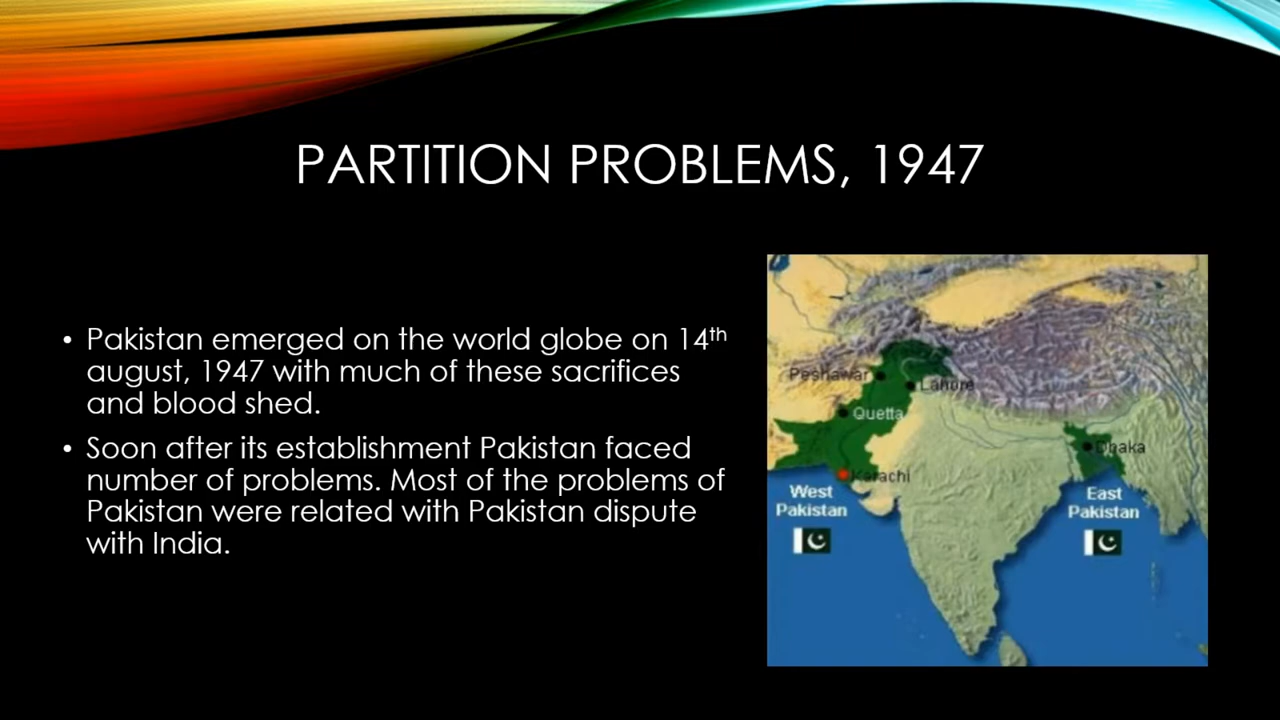 PARTITION PROBLEMS, 1947
• Pakistan emerged on the world globe on 14th
august, 1947 with much of these sacrifices
and blood shed.
• Soon after its establishment Pakistan faced
number of problems. Most of the problems of
Pakistan were related with Pakistan dispute
with India.
Peshawar
Lahore
Quetta
Dhaka
Karachi
West
Pakistan
East
Pakistan